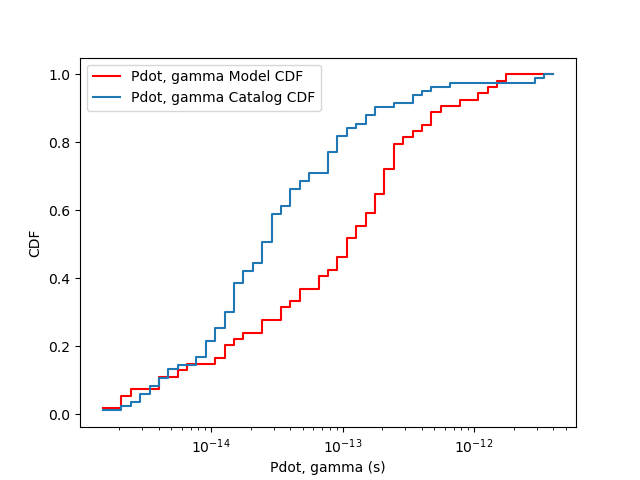 Pdot, gamma Model CDF
Pdot, gamma Catalog CDF
1.0
0.8
0.6
0.4
0.2
0.0
CDF
10⁻¹⁴ 10⁻¹³ 10⁻¹²
Pdot, gamma (s)